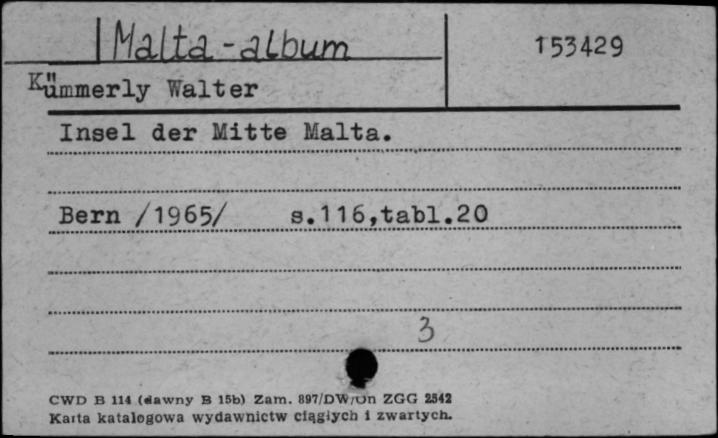 Malta-album
153429
Kümmerly Walter
Insel der Mitte Malta.
Bern /1965/ s.116,tabl.20
3
CWD B 114 (dawny B 15b) Zam. 897/DW/On ZGG 2542
Karta katalogowa wydawnictw ciągłych i zwartych.